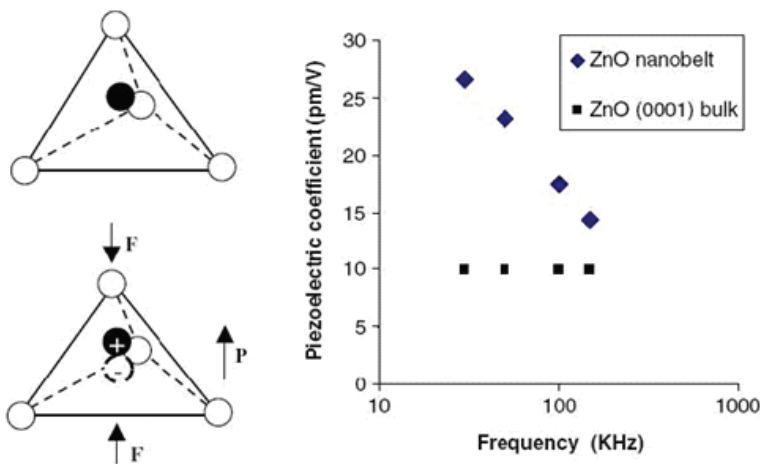 F
+
-
P
F
Piezoelectric coefficient (pm/V)
30
25
20
15
10
5
0
ZnO nanobelt
ZnO (0001) bulk
10
100
1000
Frequency (KHz)